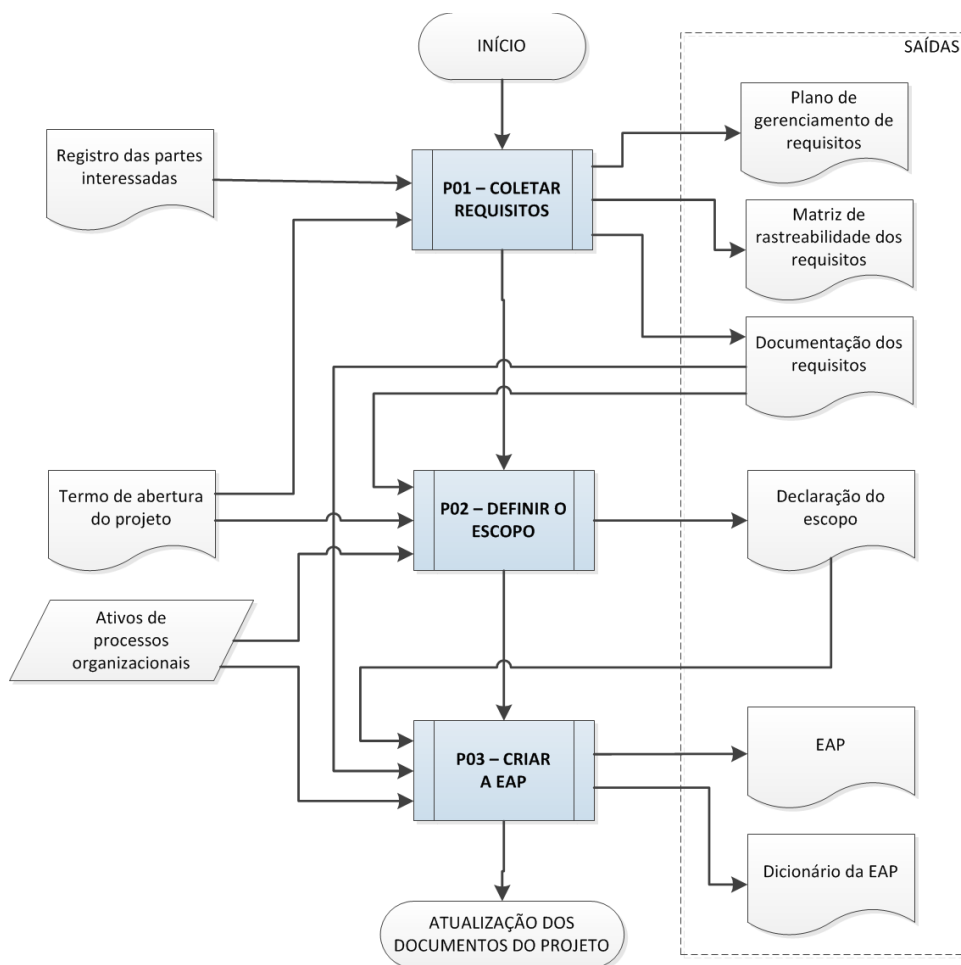 INÍCIO
SAÍDAS
Plano de
gerenciamento de
requisitos
Registro das partes
interessadas
P01 – COLETAR
REQUISITOS
Matriz de
rastreabilidade dos
requisitos
Documentação dos
requisitos
Termo de abertura
do projeto
P02 – DEFINIR O
ESCOPO
Declaração do
escopo
Ativos de
processos
organizacionais
P03 – CRIAR
A EAP
EAP
Dicionário da EAP
ATUALIZAÇÃO DOS
DOCUMENTOS DO PROJETO